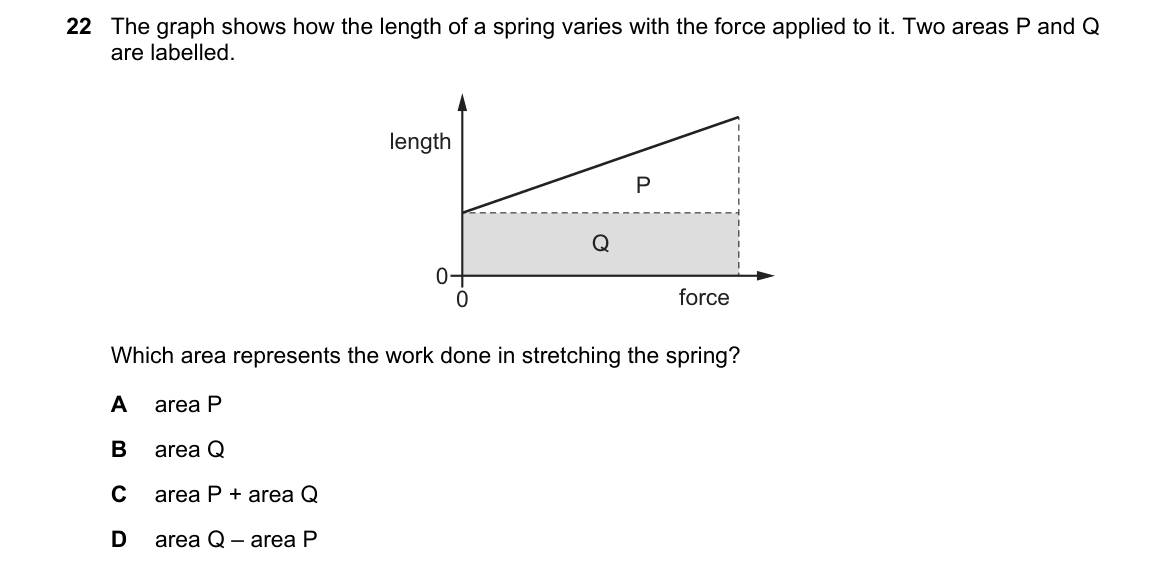 22 The graph shows how the length of a spring varies with the force applied to it. Two areas P and Q
are labelled.
length
P
Q
0
0
force
Which area represents the work done in stretching the spring?
A area P
B area Q
C area P + area Q
D area Q – area P